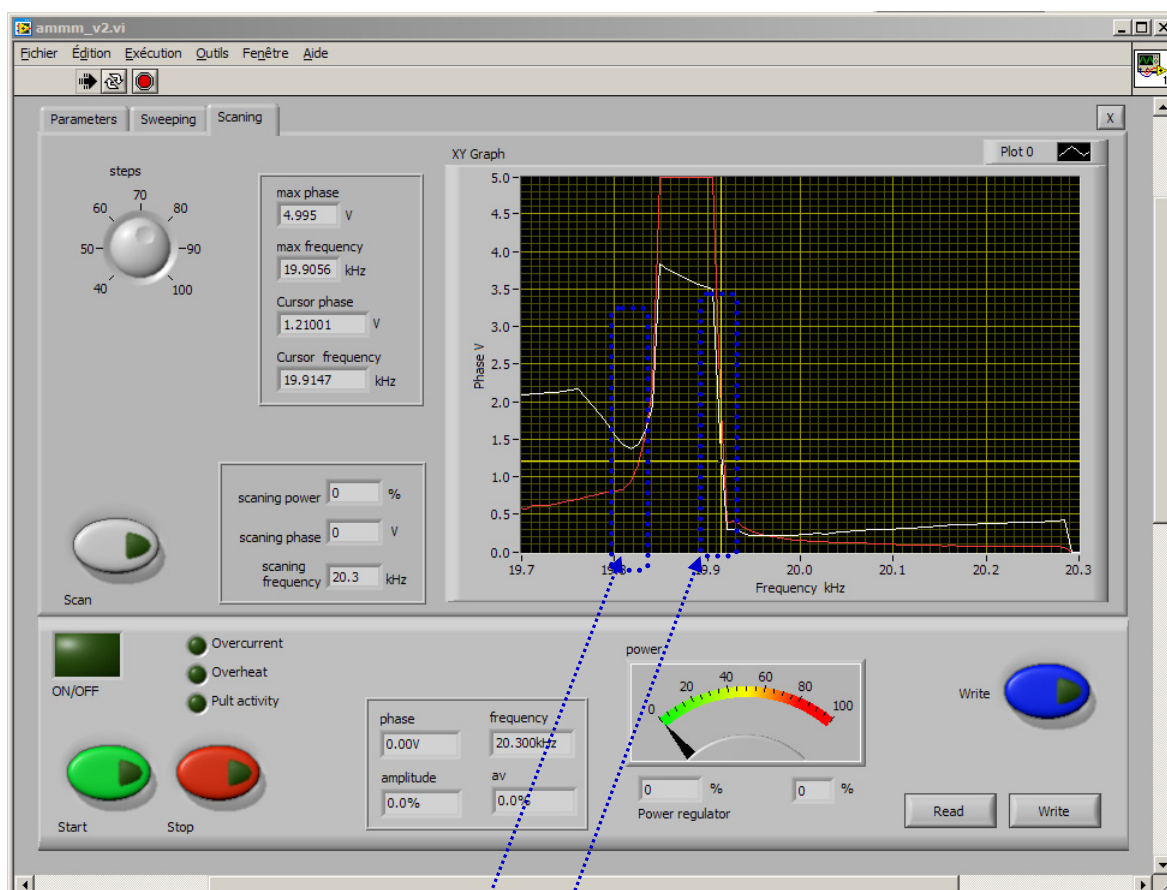 ammm_v2.vi
Fichier Édition Exécution Outils Fenêtre Aide
1
Parameters Sweeping Scaning
X
steps
40 50 60 70 80 90 100
max phase
4.995 V
max frequency
19.9056 kHz
Cursor phase
1.21001 V
Cursor frequency
19.9147 kHz
scaning power 0 %
scaning phase 0 V
scaning
frequency 20.3 kHz
Scan
XY Graph
Plot 0
Phase V
5.0
4.5
4.0
3.5
3.0
2.5
2.0
1.5
1.0
0.5
0.0
19.7 19.8 19.9 20.0 20.1 20.2 20.3
Frequency kHz
ON/OFF
Overcurrent
Overheat
Pult activity
Start
Stop
phase frequency
0.00V 20.300kHz
amplitude av
0.0% 0.0%
power
0 20 40 60 80 100
0 % 0 %
Power regulator
Write
Read Write